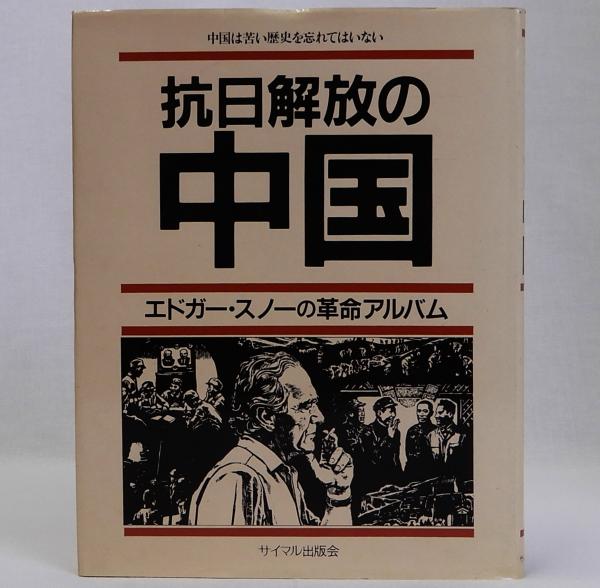 中国は苦い歴史を忘れてはいない
抗日解放の
中国
エドガー・スノーの革命アルバム
サイマル出版会